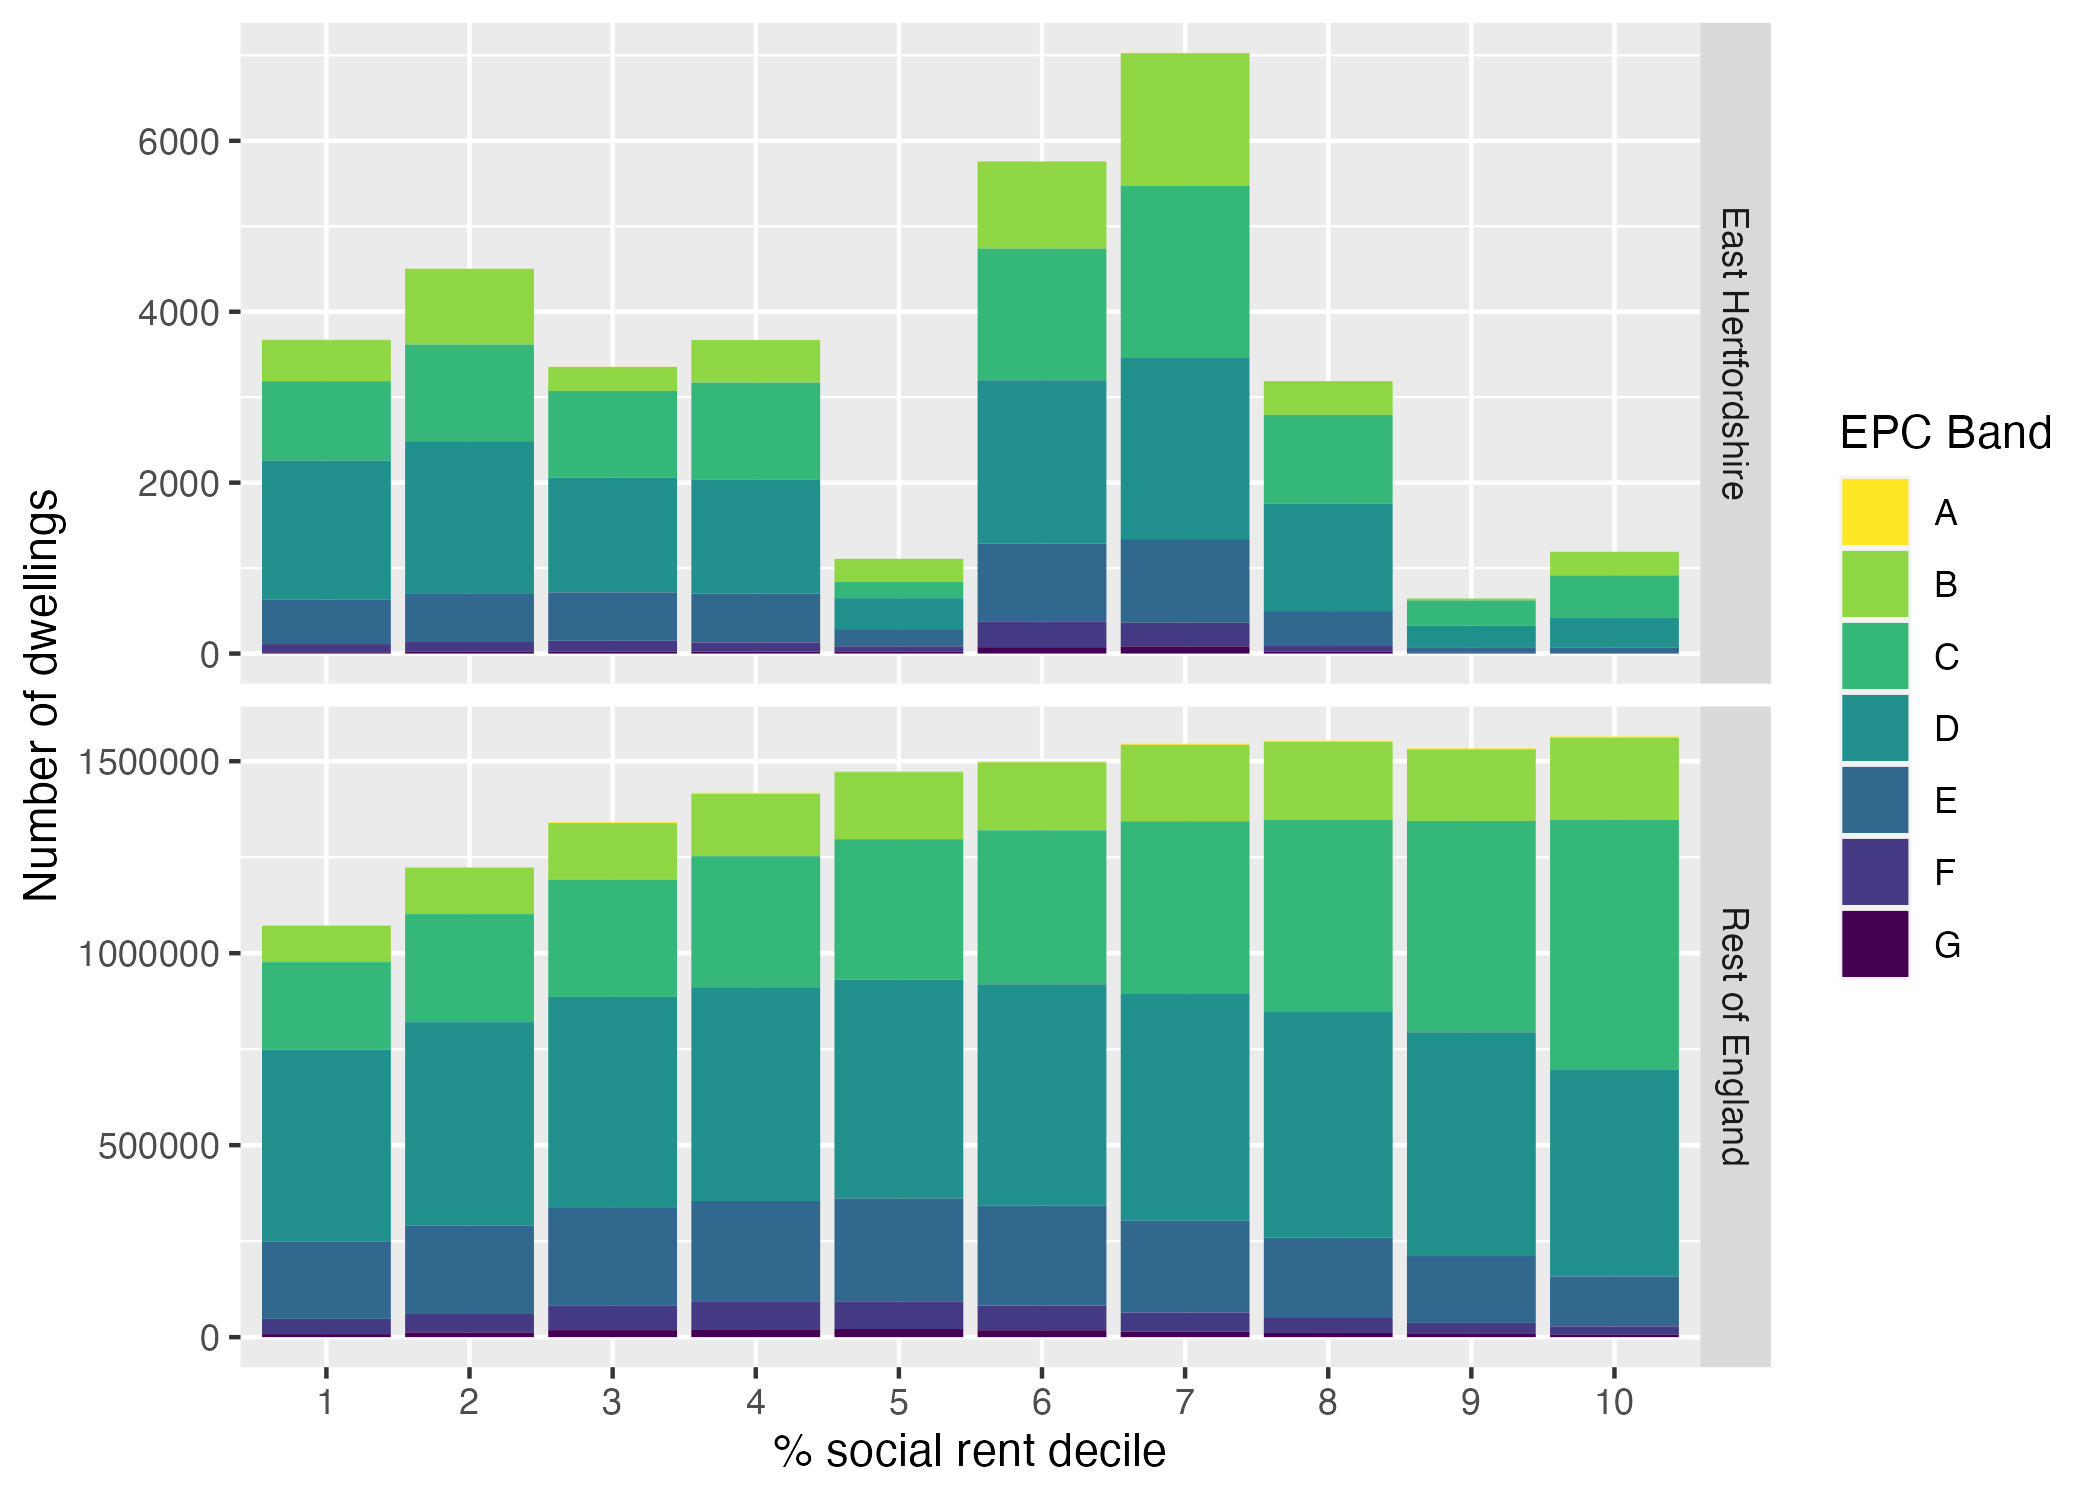 Number of dwellings
6000
4000
2000
0
East Hertfordshire
1500000
1000000
500000
0
Rest of England
1 2 3 4 5 6 7 8 9 10
% social rent decile
EPC Band
A
B
C
D
E
F
G